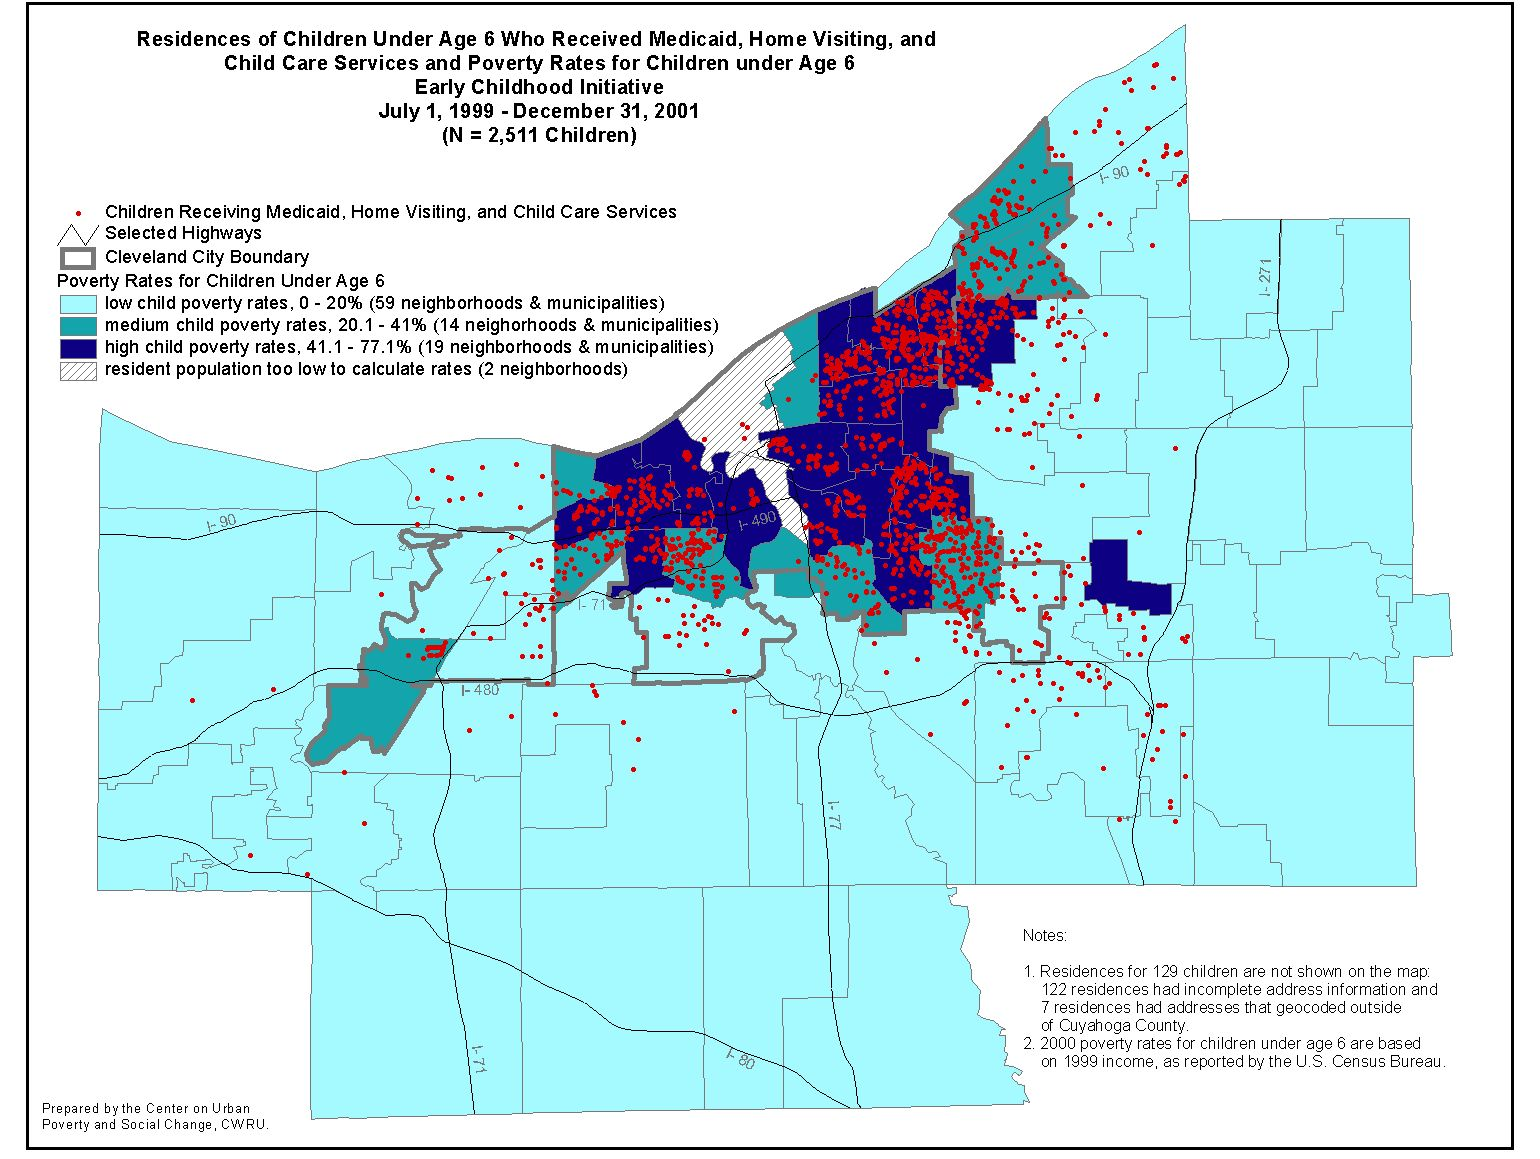 Residences of Children Under Age 6 Who Received Medicaid, Home Visiting, and
Child Care Services and Poverty Rates for Children under Age 6
Early Childhood Initiative
July 1, 1999 - December 31, 2001
(N = 2,511 Children)
Children Receiving Medicaid, Home Visiting, and Child Care Services
Selected Highways
Cleveland City Boundary
Poverty Rates for Children Under Age 6
low child poverty rates, 0 - 20% (59 neighborhoods & municipalities)
medium child poverty rates, 20.1 - 41% (14 neighorhoods & municipalities)
high child poverty rates, 41.1 - 77.1% (19 neighborhoods & municipalities)
resident population too low to calculate rates (2 neighborhoods)
I- 90
I- 271
I- 90
I- 490
I- 71
I- 480
I- 77
I- 71
I- 80
Notes:
1. Residences for 129 children are not shown on the map:
122 residences had incomplete address information and
7 residences had addresses that geocoded outside
of Cuyahoga County.
2. 2000 poverty rates for children under age 6 are based
on 1999 income, as reported by the U.S. Census Bureau.
Prepared by the Center on Urban
Poverty and Social Change, CWRU.